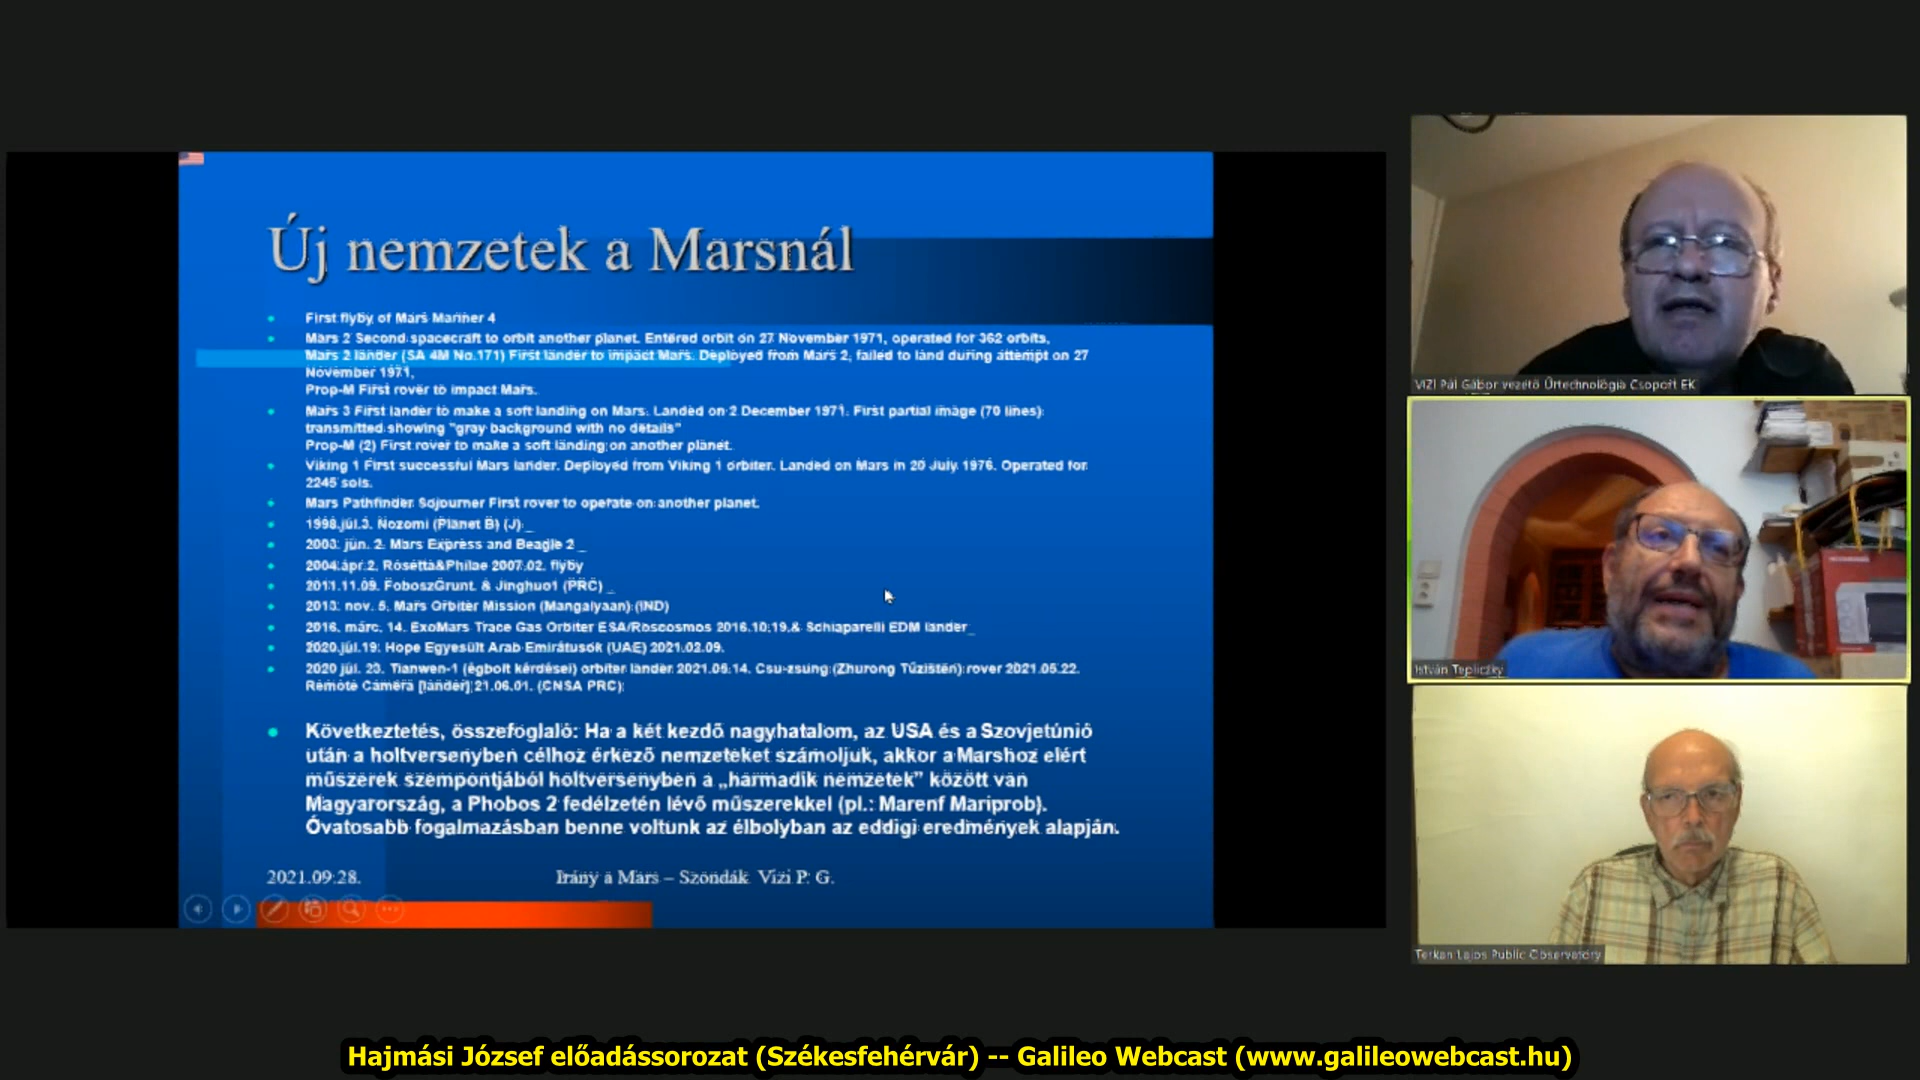 Új nemzetek a Marsnál
First flyby of Mars Mariner 4
Mars 2 Second spacecraft to orbit another planet. Entered orbit on 27 November 1971, operated for 362 orbits,
Mars 2 lander (SA 4M No.171) First lander to impact Mars. Deployed from Mars 2, failed to land during attempt on 27
November 1971,
Prop-M First rover to impact Mars.
Mars 3 First lander to make a soft landing on Mars. Landed on 2 December 1971. First partial image (70 lines)
transmitted showing "gray background with no details"
Prop-M (2) First rover to make a soft landing on another planet.
Viking 1 First successful Mars lander. Deployed from Viking 1 orbiter. Landed on Mars in 20 July 1976. Operated for
2245 sols.
Mars Pathfinder Sojourner First rover to operate on another planet.
1998.júl.3. Nozomi (Planet B) (J) _
2003. jún. 2. Mars Express and Beagle 2 _
2004.ápr.2. Rosetta&Philae 2007.02. flyby
2011.11.09. FoboszGrunt. & Jinghuo1 (PRC) _
2013. nov. 5. Mars Orbiter Mission (Mangalyaan) (IND)
2016. márc. 14. ExoMars Trace Gas Orbiter ESA/Roscosmos 2016.10.19.& Schiaparelli EDM lander _
2020.júl.19. Hope Egyesült Arab Emirátusok (UAE) 2021.02.09.
2020 júl. 23. Tianwen-1 (égbolt kérdései) orbiter lander 2021.05.14. Csu-zsung (Zhurong Tűzisten) rover 2021.05.22.
Remote Camera [lander] 21.06.01. (CNSA PRC)
Következtetés, összefoglaló: Ha a két kezdő nagyhatalom, az USA és a Szovjetúnió
után a holtversenyben célhoz érkező nemzeteket számoljuk, akkor a Marshoz elért
műszerek szempontjából holtversenyben a „harmadik nemzetek” között van
Magyarország, a Phobos 2 fedélzetén lévő műszerekkel (pl.: Marenf Mariprob).
Óvatosabb fogalmazásban benne voltunk az élbolyban az eddigi eredmények alapján.
2021.09.28.
Irány a Mars – Szondák Vizi P. G.
VIZI Pál Gábor vezető Űrtechnológia Csoport EK
István Tepliczky
Terkan Lajos Public Observatory
Hajmási József előadássorozat (Székesfehérvár) -- Galileo Webcast (www.galileowebcast.hu)